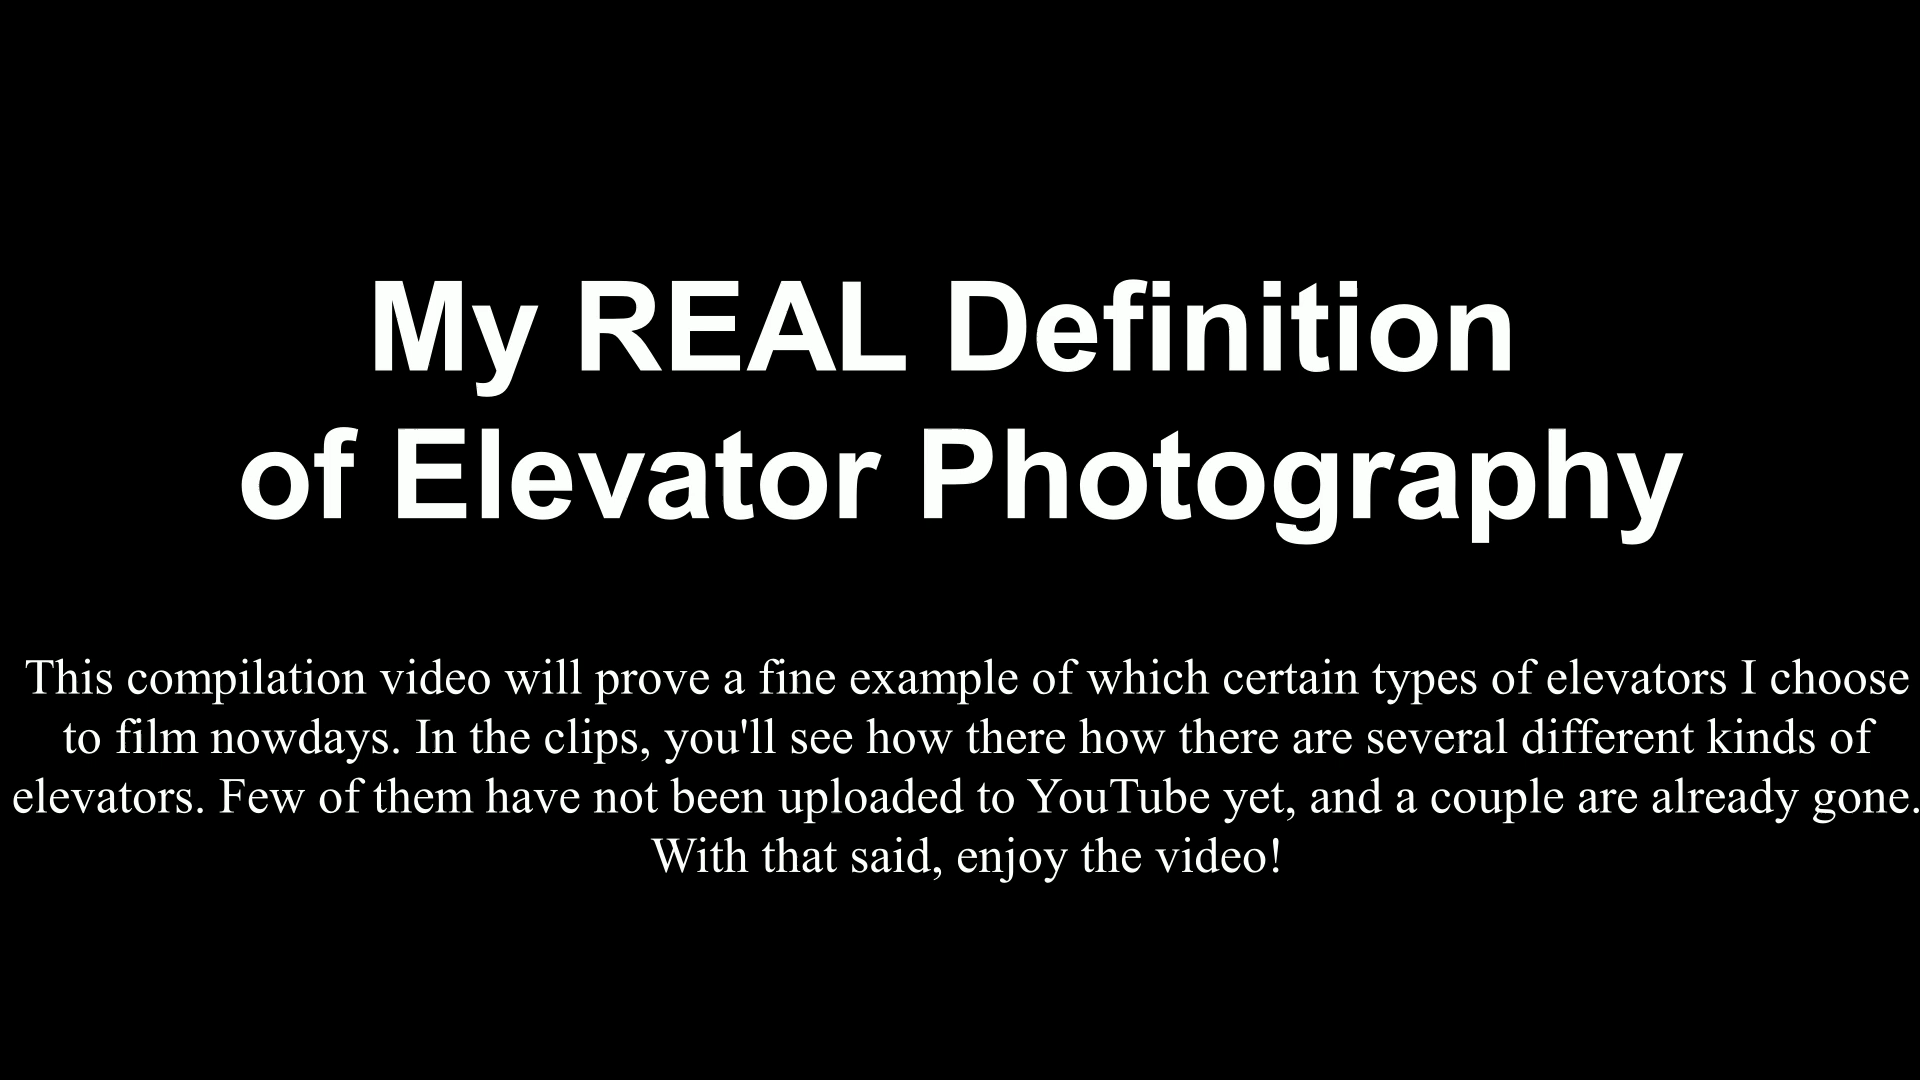 My REAL Definition
of Elevator Photography
This compilation video will prove a fine example of which certain types of elevators I choose
to film nowdays. In the clips, you'll see how there how there are several different kinds of
elevators. Few of them have not been uploaded to YouTube yet, and a couple are already gone.
With that said, enjoy the video!